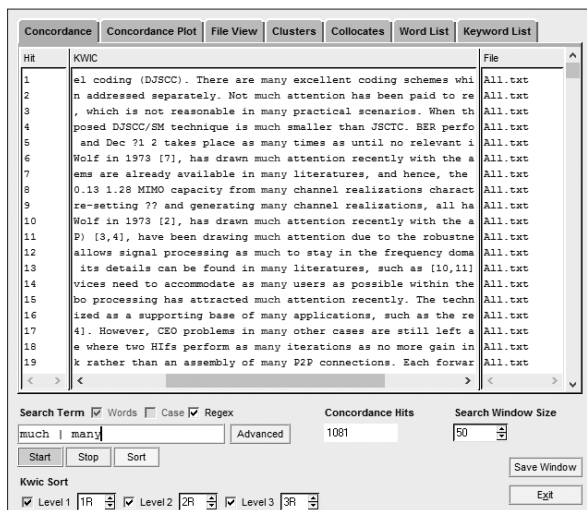 Concordance Concordance Plot File View Clusters Collocates Word List Keyword List
Hit KWIC File
1 el coding (DJSCC). There are many excellent coding schemes whi All.txt
2 n addressed separately. Not much attention has been paid to re All.txt
3 , which is not reasonable in many practical scenarios. When th All.txt
4 posed DJSCC/SM technique is much smaller than JSCTC. BER perfo All.txt
5 and Dec ?1 2 takes place as many times as until no relevant i All.txt
6 Wolf in 1973 [7], has drawn much attention recently with the a All.txt
7 ems are already available in many literatures, and hence, the All.txt
8 0.13 1.28 MIMO capacity from many channel realizations charact All.txt
9 re-setting ?? and generating many channel realizations, all ha All.txt
10 Wolf in 1973 [2], has drawn much attention recently with the a All.txt
11 P) [3,4], have been drawing much attention due to the robustne All.txt
12 allows signal processing as much to stay in the frequency doma All.txt
13 its details can be found in many literatures, such as [10,11] All.txt
14 vices need to accommodate as many users as possible within the All.txt
15 bo processing has attracted much attention recently. The techn All.txt
16 ized as a supporting base of many applications, such as the re All.txt
17 4]. However, CEO problems in many other cases are still left a All.txt
18 e where two HIfs perform as many iterations as no more gain in All.txt
19 k rather than an assembly of many P2P connections. Each forwar All.txt
Search Term Words Case Regex Concordance Hits Search Window Size
much | many Advanced 1081 50
Start Stop Sort
Save Window
Kwic Sort
Level 1 1R Level 2 2R Level 3 3R Exit